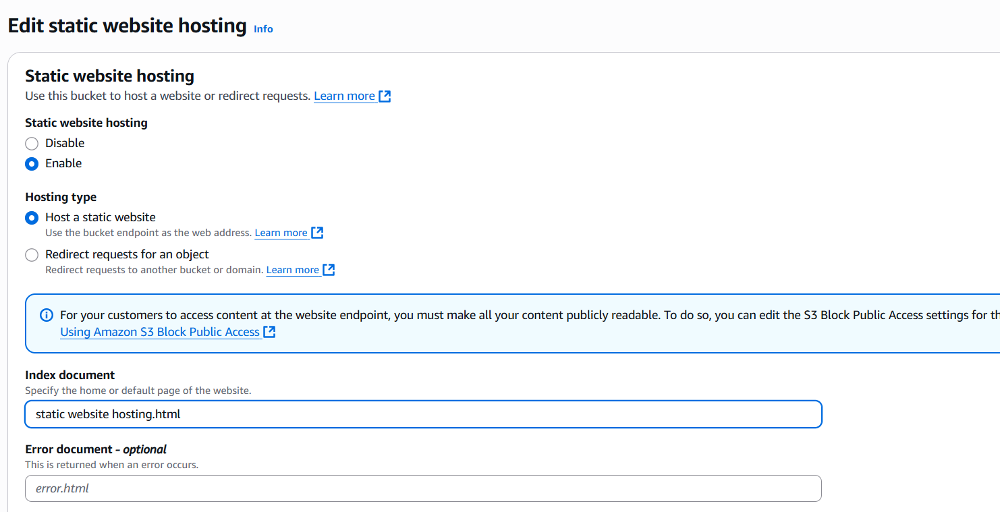 Edit static website hosting Info
Static website hosting
Use this bucket to host a website or redirect requests. Learn more
Static website hosting
Disable
Enable
Hosting type
Host a static website
Use the bucket endpoint as the web address. Learn more
Redirect requests for an object
Redirect requests to another bucket or domain. Learn more
For your customers to access content at the website endpoint, you must make all your content publicly readable. To do so, you can edit the S3 Block Public Access settings for
Using Amazon S3 Block Public Access
Index document
Specify the home or default page of the website.
static website hosting.html
Error document - optional
This is returned when an error occurs.
error.html